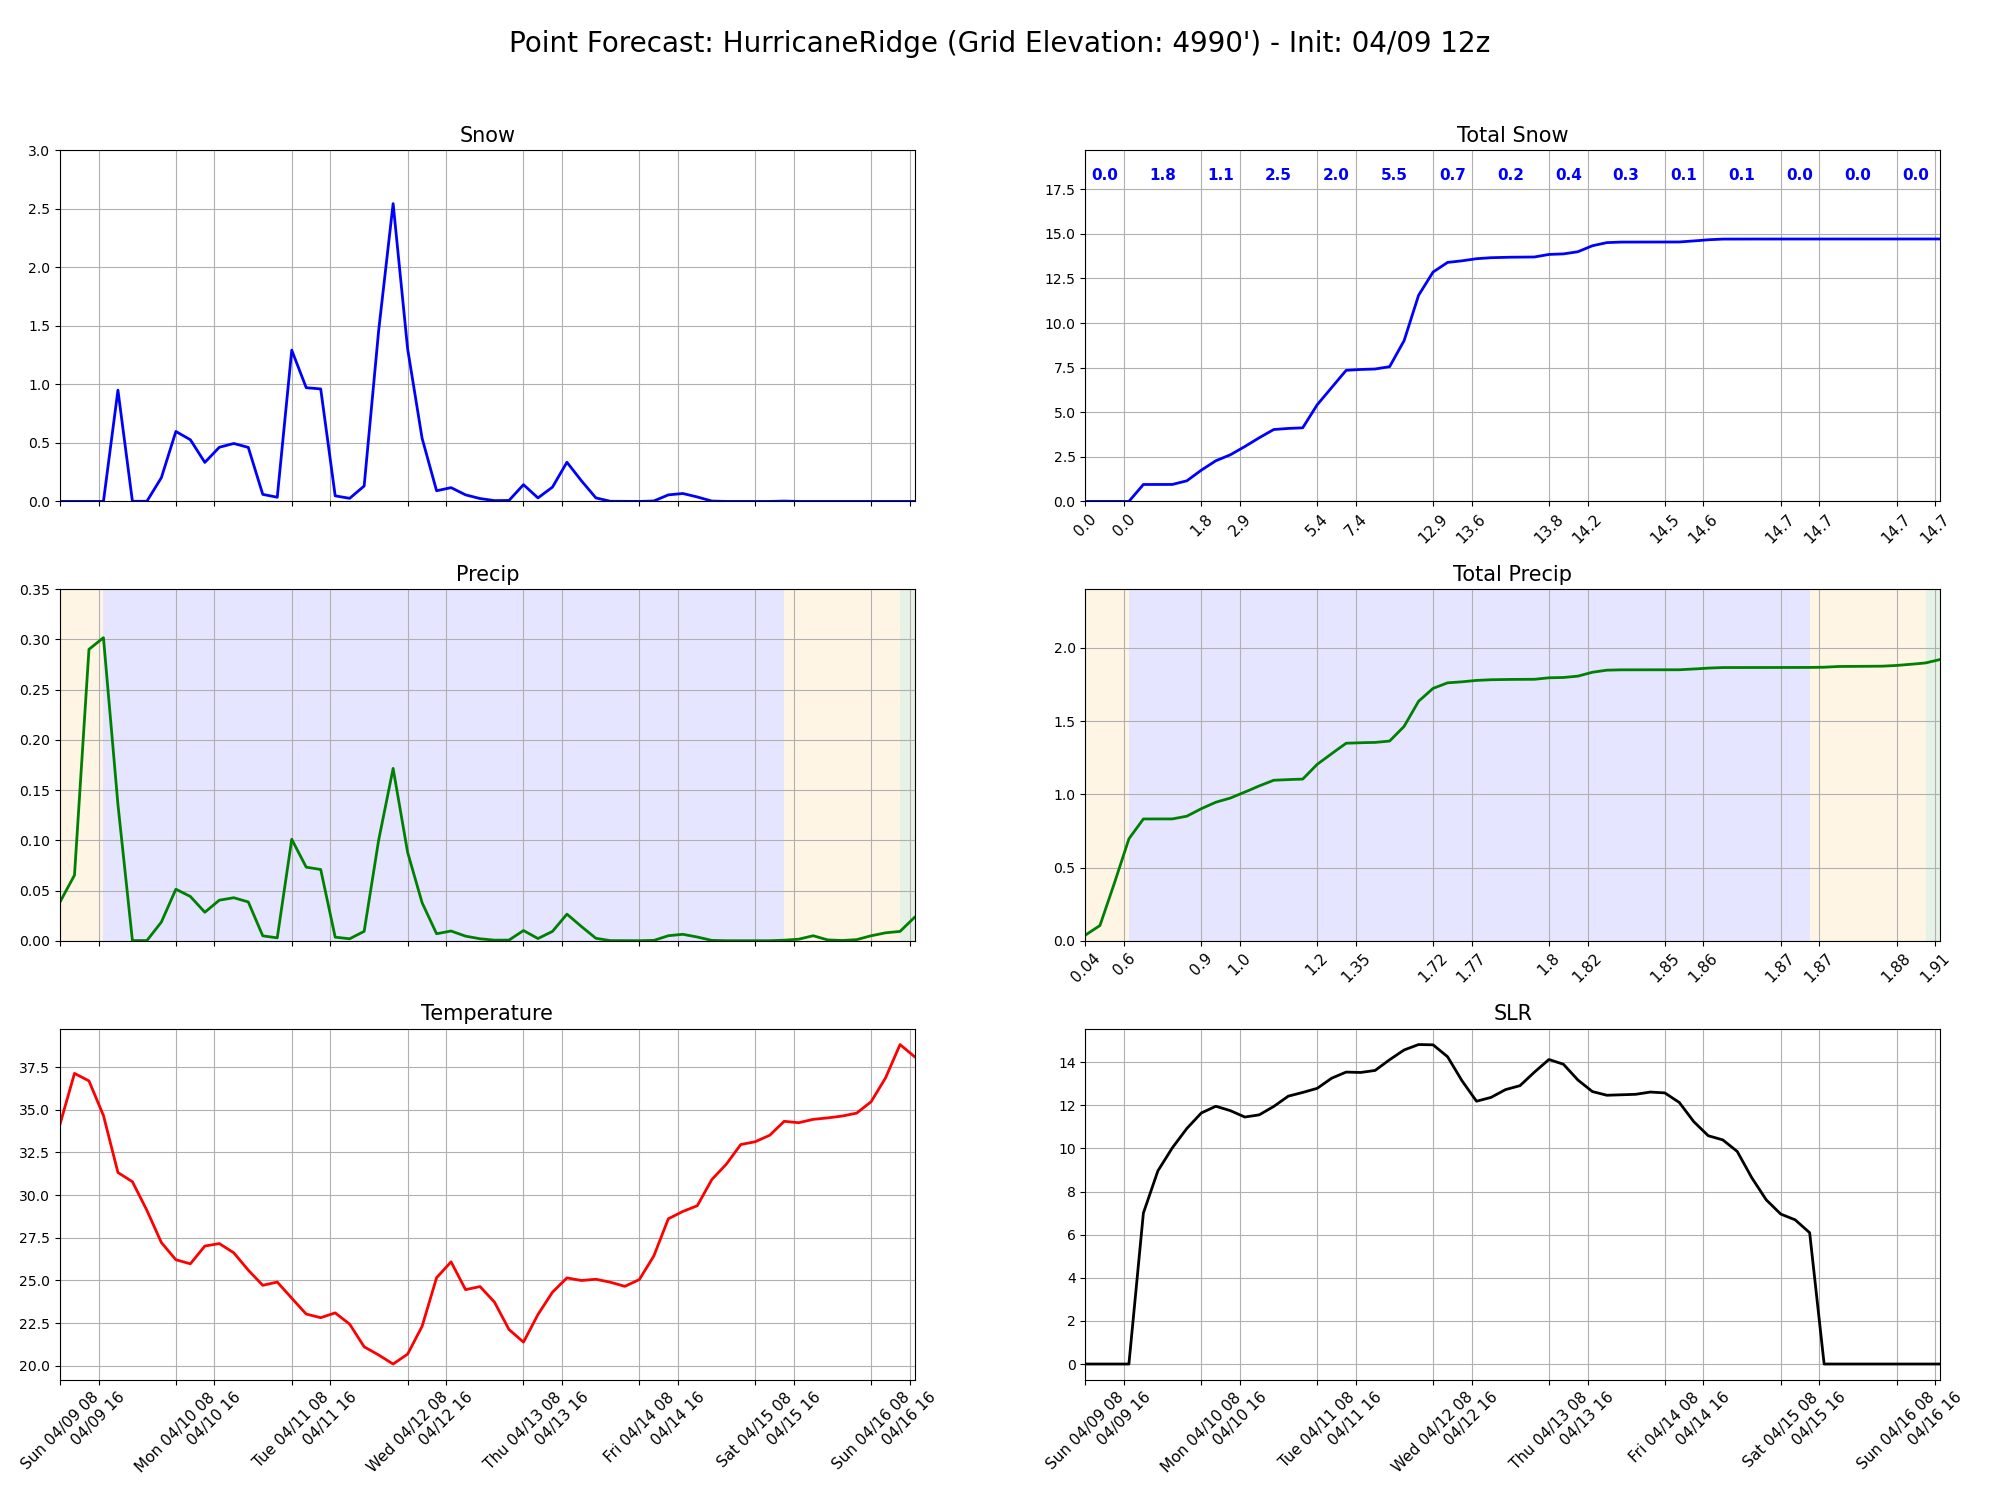 Point Forecast: HurricaneRidge (Grid Elevation: 4990') - Init: 04/09 12z
Snow
3.0
2.5
2.0
1.5
1.0
0.5
0.0
Total Snow
0.0 1.8 1.1 2.5 2.0 5.5 0.7 0.2 0.4 0.3 0.1 0.1 0.0 0.0 0.0
17.5
15.0
12.5
10.0
7.5
5.0
2.5
0.0
0.0 0.0 1.8 2.9 5.4 7.4 12.9 13.6 13.8 14.2 14.5 14.6 14.7 14.7 14.7 14.7
Precip
0.35
0.30
0.25
0.20
0.15
0.10
0.05
0.00
Total Precip
2.0
1.5
1.0
0.5
0.0
0.04 0.6 0.9 1.0 1.2 1.35 1.72 1.77 1.8 1.82 1.85 1.86 1.87 1.87 1.88 1.91
Temperature
37.5
35.0
32.5
30.0
27.5
25.0
22.5
20.0
Sun 04/09 08
04/09 16
Mon 04/10 08
04/10 16
Tue 04/11 08
04/11 16
Wed 04/12 08
04/12 16
Thu 04/13 08
04/13 16
Fri 04/14 08
04/14 16
Sat 04/15 08
04/15 16
Sun 04/16 08
04/16 16
SLR
14
12
10
8
6
4
2
0
Sun 04/09 08
04/09 16
Mon 04/10 08
04/10 16
Tue 04/11 08
04/11 16
Wed 04/12 08
04/12 16
Thu 04/13 08
04/13 16
Fri 04/14 08
04/14 16
Sat 04/15 08
04/15 16
Sun 04/16 08
04/16 16